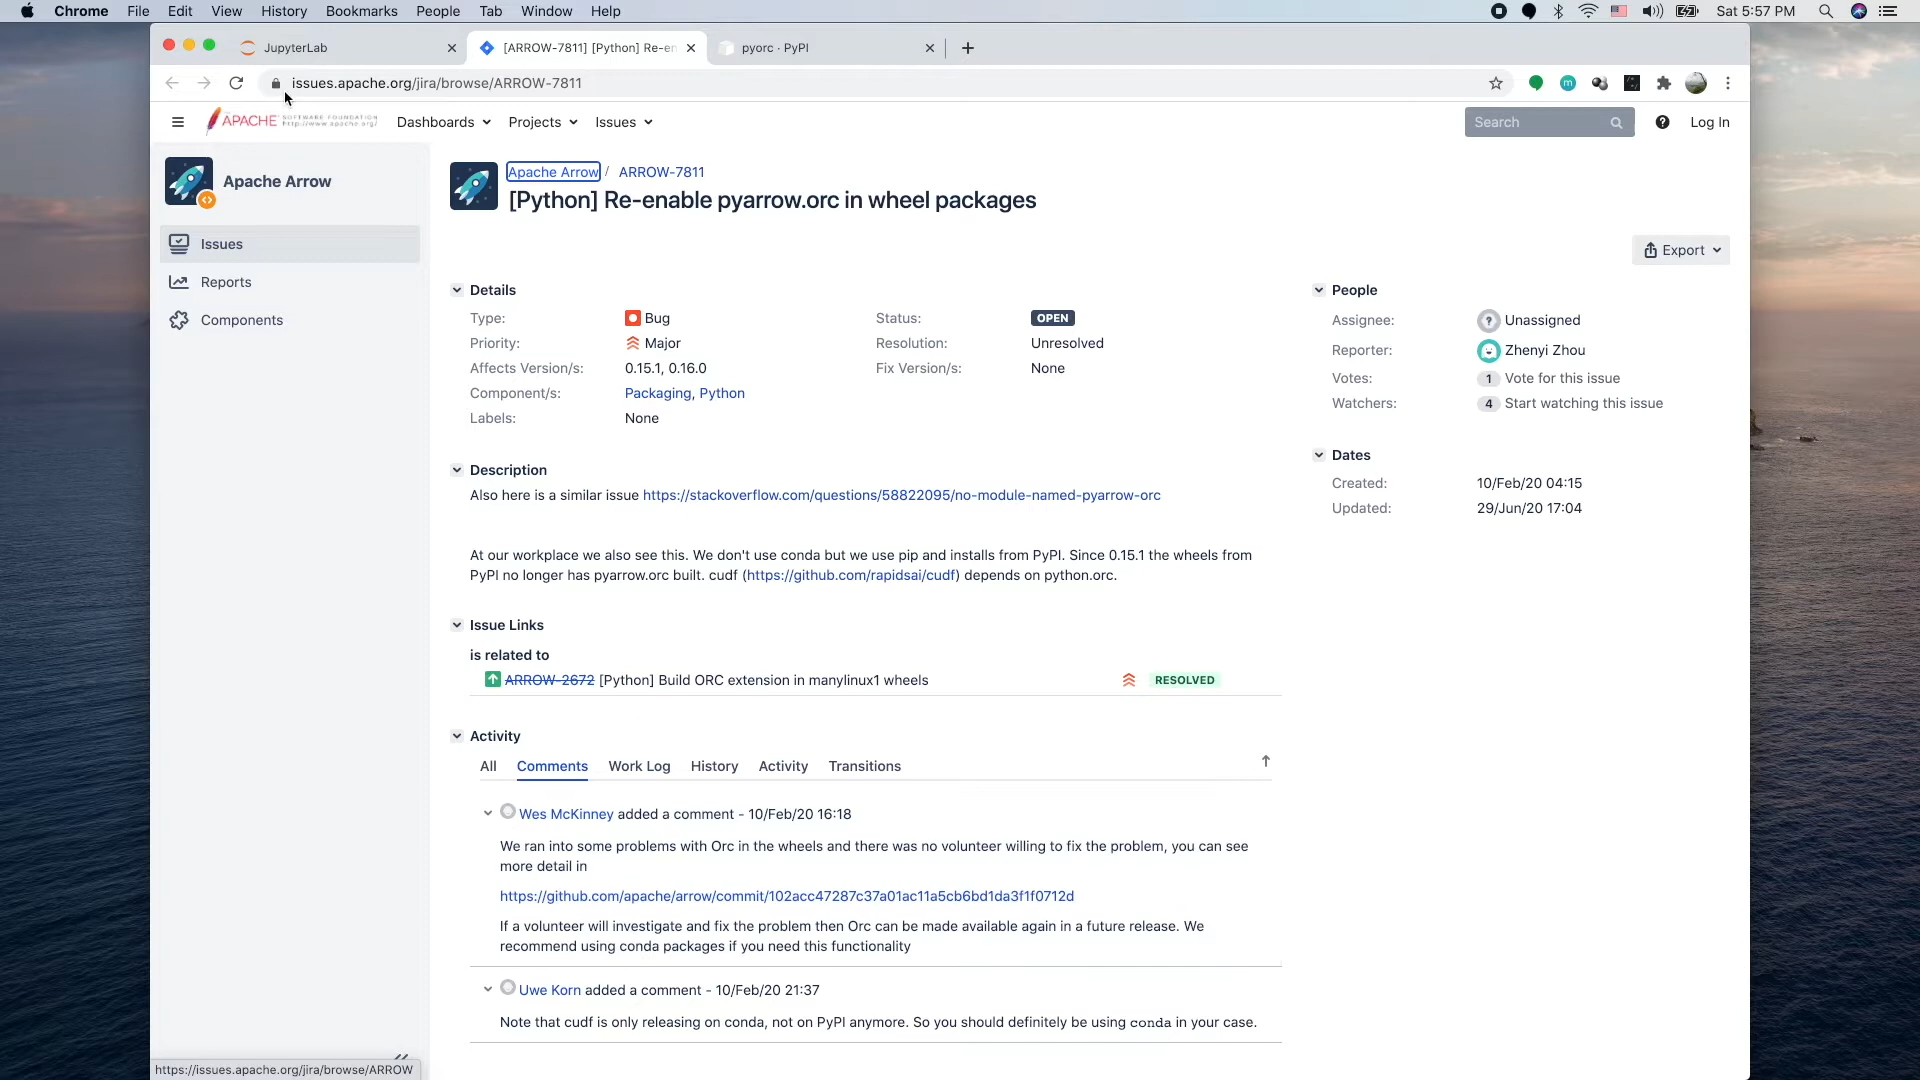 Chrome File Edit View History Bookmarks People Tab Window Help Sat 5:57 PM
JupyterLab [ARROW-7811] [Python] Re-en pyorc · PyPI
issues.apache.org/jira/browse/ARROW-7811
APACHE SOFTWARE FOUNDATION Dashboards Projects Issues Search Log In
http://www.apache.org/
Apache Arrow
Issues
Reports
Components
Apache Arrow / ARROW-7811
[Python] Re-enable pyarrow.orc in wheel packages
Export
Details
Type: Bug Status: OPEN
Priority: Major Resolution: Unresolved
Affects Version/s: 0.15.1, 0.16.0 Fix Version/s: None
Component/s: Packaging, Python
Labels: None
People
Assignee: Unassigned
Reporter: Zhenyi Zhou
Votes: 1 Vote for this issue
Watchers: 4 Start watching this issue
Dates
Created: 10/Feb/20 04:15
Updated: 29/Jun/20 17:04
Description
Also here is a similar issue https://stackoverflow.com/questions/58822095/no-module-named-pyarrow-orc
At our workplace we also see this. We don't use conda but we use pip and installs from PyPI. Since 0.15.1 the wheels from
PyPI no longer has pyarrow.orc built. cudf (https://github.com/rapidsai/cudf) depends on python.orc.
Issue Links
is related to
ARROW-2672 [Python] Build ORC extension in manylinux1 wheels RESOLVED
Activity
All Comments Work Log History Activity Transitions
Wes McKinney added a comment - 10/Feb/20 16:18
We ran into some problems with Orc in the wheels and there was no volunteer willing to fix the problem, you can see
more detail in
https://github.com/apache/arrow/commit/102acc47287c37a01ac11a5cb6bd1da3f1f0712d
If a volunteer will investigate and fix the problem then Orc can be made available again in a future release. We
recommend using conda packages if you need this functionality
Uwe Korn added a comment - 10/Feb/20 21:37
Note that cudf is only releasing on conda, not on PyPI anymore. So you should definitely be using conda in your case.
https://issues.apache.org/jira/browse/ARROW